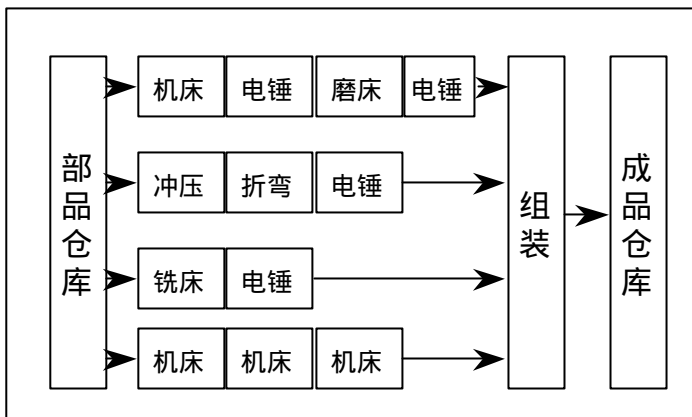 部品仓库
机床 电锤 磨床 电锤
冲压 折弯 电锤
铣床 电锤
机床 机床 机床
组装
成品仓库